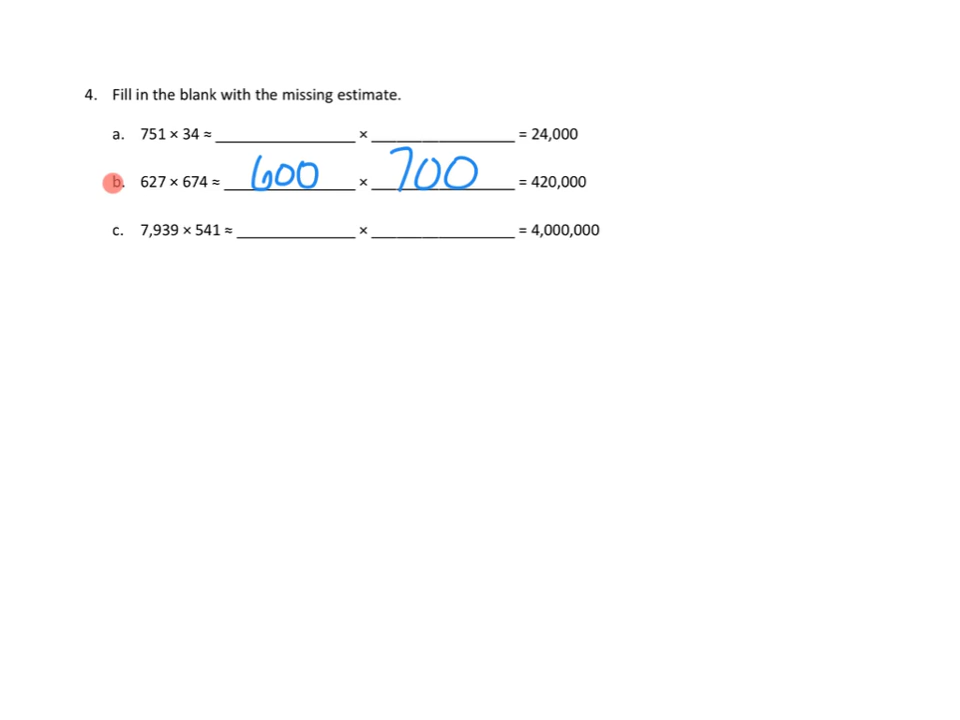 4. Fill in the blank with the missing estimate.
a. 751 × 34 ≈ ________________ × ________________ = 24,000
b. 627 × 674 ≈ 600 × 700 = 420,000
c. 7,939 × 541 ≈ ______________ × ________________ = 4,000,000